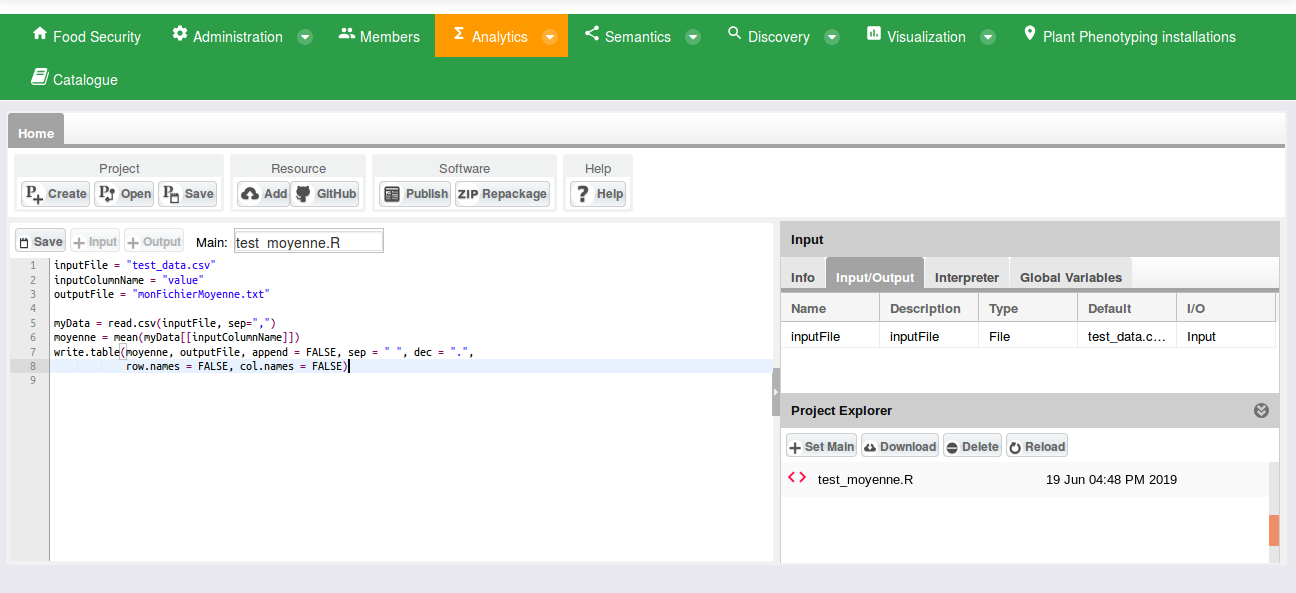 Food Security Administration Members Analytics Semantics Discovery Visualization Plant Phenotyping installations
Catalogue
Home
Project Resource Software Help
Create Open Save Add GitHub Publish ZIP Repackage ? Help
Save + Input + Output Main: test_moyenne.R
1 inputFile = "test_data.csv"
2 inputColumnName = "value"
3 outputFile = "monFichierMoyenne.txt"
4
5 myData = read.csv(inputFile, sep=",")
6 moyenne = mean(myData[[inputColumnName]])
7 write.table(moyenne, outputFile, append = FALSE, sep = " ", dec = ".",
8 row.names = FALSE, col.names = FALSE)
9
Input
Info Input/Output Interpreter Global Variables
Name Description Type Default I/O
inputFile inputFile File test_data.c... Input
Project Explorer
+ Set Main Download Delete Reload
test_moyenne.R 19 Jun 04:48 PM 2019